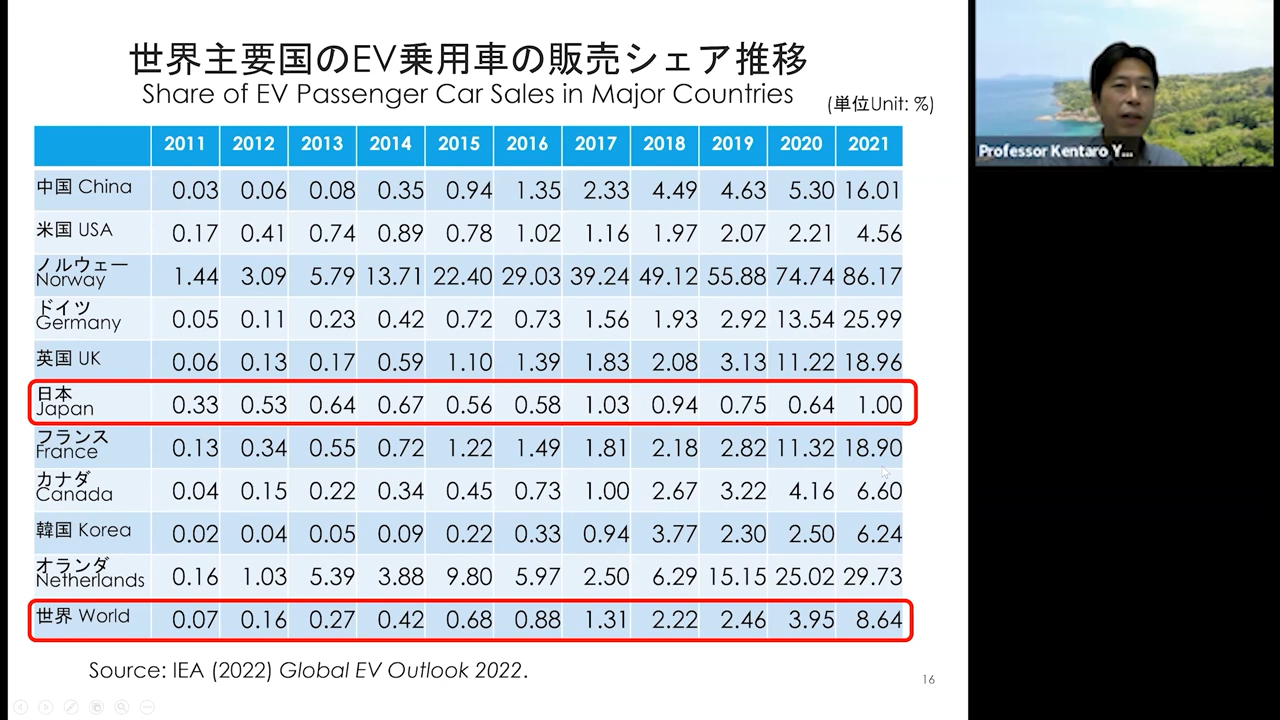 世界主要国のEV乗用車の販売シェア推移
Share of EV Passenger Car Sales in Major Countries
(単位Unit: %)
2011 2012 2013 2014 2015 2016 2017 2018 2019 2020 2021
中国 China 0.03 0.06 0.08 0.35 0.94 1.35 2.33 4.49 4.63 5.30 16.01
米国 USA 0.17 0.41 0.74 0.89 0.78 1.02 1.16 1.97 2.07 2.21 4.56
ノルウェー
Norway 1.44 3.09 5.79 13.71 22.40 29.03 39.24 49.12 55.88 74.74 86.17
ドイツ
Germany 0.05 0.11 0.23 0.42 0.72 0.73 1.56 1.93 2.92 13.54 25.99
英国 UK 0.06 0.13 0.17 0.59 1.10 1.39 1.83 2.08 3.13 11.22 18.96
日本
Japan 0.33 0.53 0.64 0.67 0.56 0.58 1.03 0.94 0.75 0.64 1.00
フランス
France 0.13 0.34 0.55 0.72 1.22 1.49 1.81 2.18 2.82 11.32 18.90
カナダ
Canada 0.04 0.15 0.22 0.34 0.45 0.73 1.00 2.67 3.22 4.16 6.60
韓国 Korea 0.02 0.04 0.05 0.09 0.22 0.33 0.94 3.77 2.30 2.50 6.24
オランダ
Netherlands 0.16 1.03 5.39 3.88 9.80 5.97 2.50 6.29 15.15 25.02 29.73
世界 World 0.07 0.16 0.27 0.42 0.68 0.88 1.31 2.22 2.46 3.95 8.64
Source: IEA (2022) Global EV Outlook 2022.
16
Professor Kentaro Y...